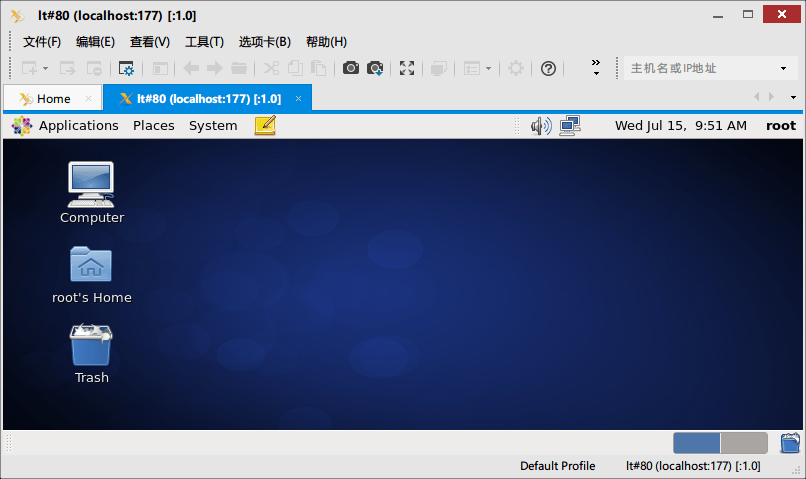 lt#80 (localhost:177) [:1.0]
文件(F) 编辑(E) 查看(V) 工具(T) 选项卡(B) 帮助(H)
主机名或IP地址
Home lt#80 (localhost:177) [:1.0]
Applications Places System Wed Jul 15, 9:51 AM root
Computer
root's Home
Trash
Default Profile lt#80 (localhost:177) [:1.0]